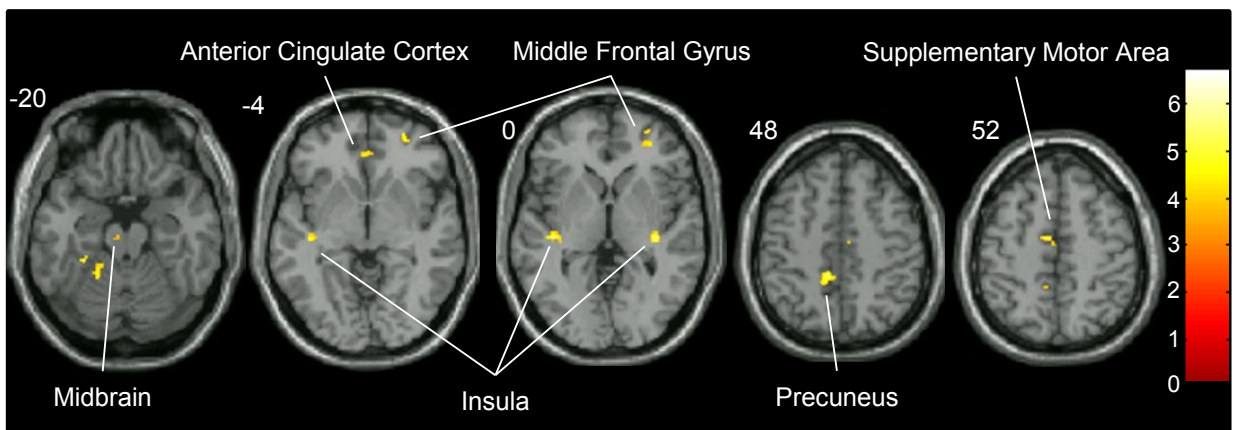 Anterior Cingulate Cortex
Middle Frontal Gyrus
Supplementary Motor Area
-20
-4
0
48
52
6
5
4
3
2
1
0
Midbrain
Insula
Precuneus